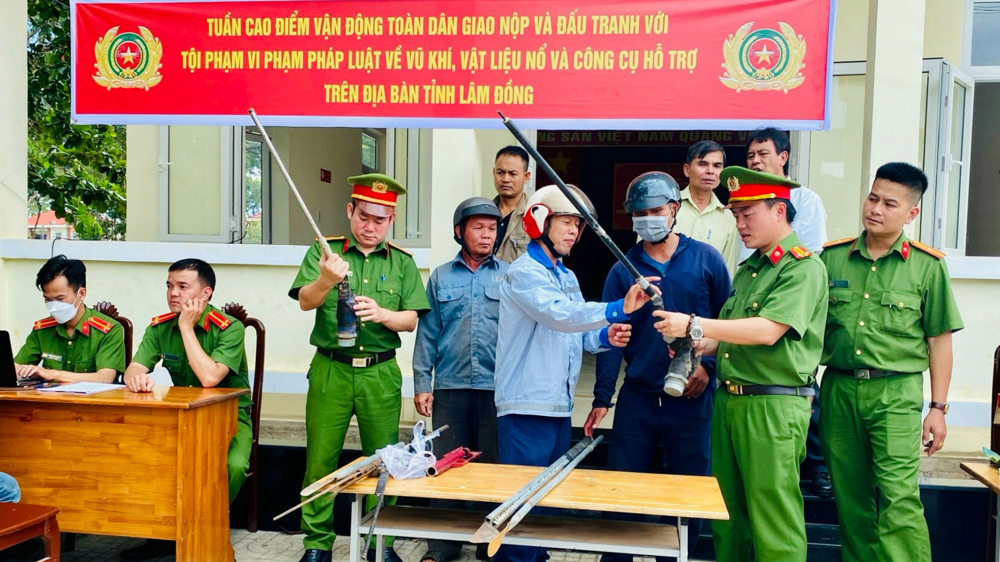 TUẦN CAO ĐIỂM VẬN ĐỘNG TOÀN DÂN GIAO NỘP VÀ ĐẤU TRANH VỚI
TỘI PHẠM VI PHẠM PHÁP LUẬT VỀ VŨ KHÍ, VẬT LIỆU NỔ VÀ CÔNG CỤ HỖ TRỢ
TRÊN ĐỊA BÀN TỈNH LÂM ĐỒNG
NG SẢN VIỆT NAM QUANG V